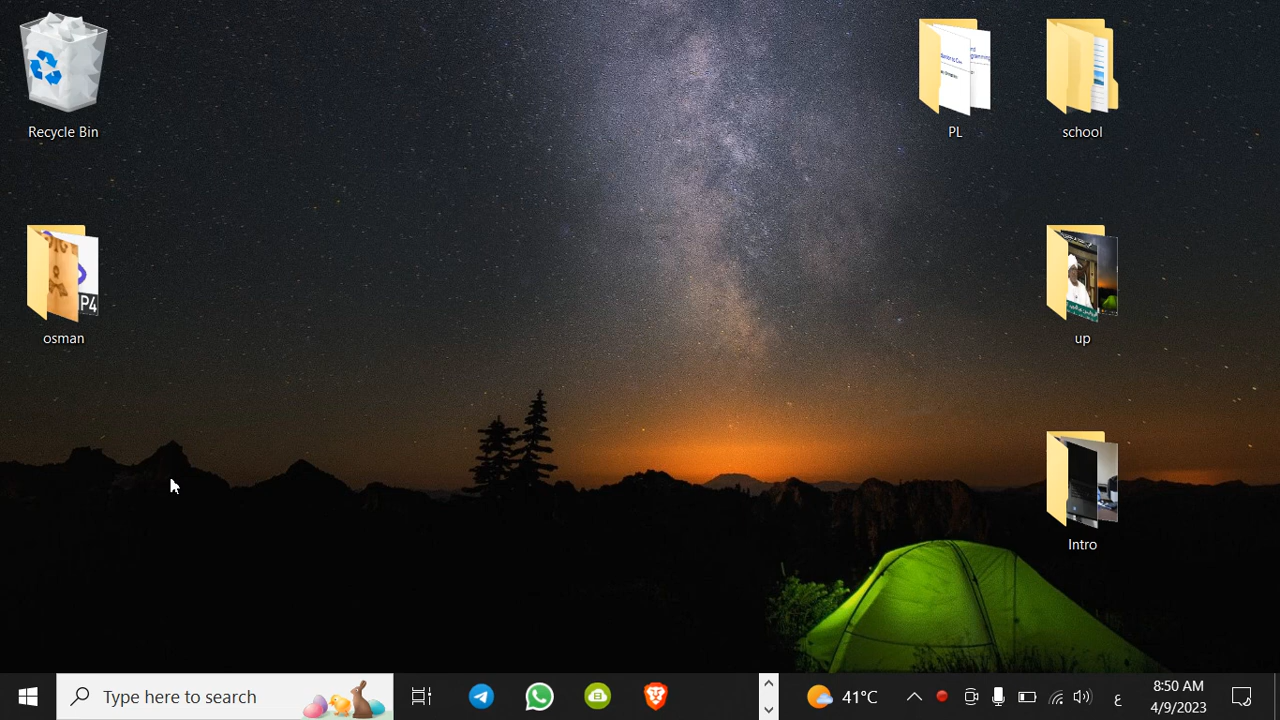 Recycle Bin
PL
school
osman
up
Intro
Type here to search
41°C
ع
8:50 AM
4/9/2023